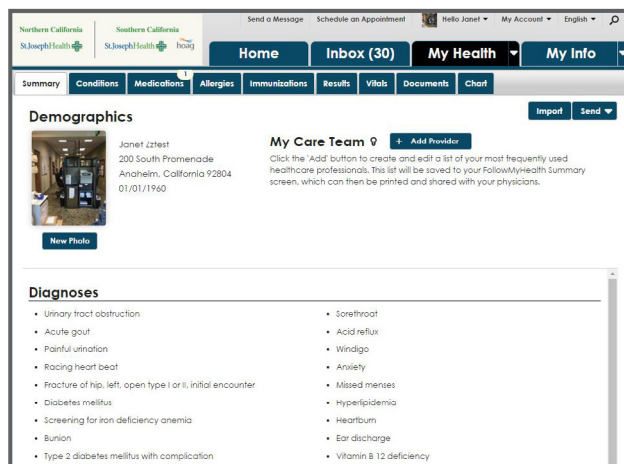 Northern California
Southern California
St.JosephHealth
St.JosephHealth
hoag
Send a Message
Schedule an Appointment
Hello Janet
My Account
English
Home
Inbox (30)
My Health
My Info
Summary
Conditions
Medications
1
Allergies
Immunizations
Results
Vitals
Documents
Chart
Demographics
Import
Send
Janet Zztest
200 South Promenade
Anaheim, California 92804
01/01/1960
New Photo
My Care Team
+ Add Provider
Click the 'Add' button to create and edit a list of your most frequently used
healthcare professionals. This list will be saved to your FollowMyHealth Summary
screen, which can then be printed and shared with your physicians.
Diagnoses
• Urinary tract obstruction
• Acute gout
• Painful urination
• Racing heart beat
• Fracture of hip, left, open type I or II, initial encounter
• Diabetes mellitus
• Screening for iron deficiency anemia
• Bunion
• Type 2 diabetes mellitus with complication
• Sorethroat
• Acid reflux
• Windigo
• Anxiety
• Missed menses
• Hyperlipidemia
• Heartburn
• Ear discharge
• Vitamin B 12 deficiency